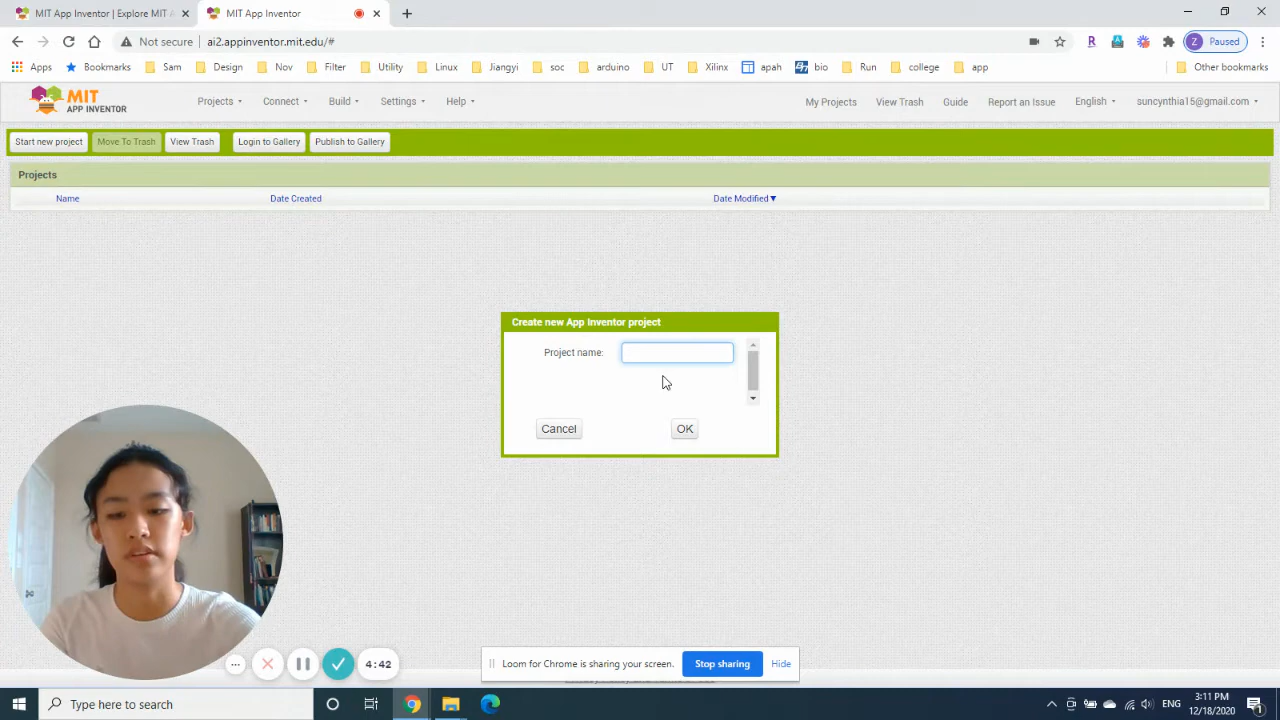 MIT App Inventor | Explore MIT A
MIT App Inventor
Not secure ai2.appinventor.mit.edu/#
Z Paused
Apps Bookmarks Sam Design Nov Filter Utility Linux Jiangyi soc arduino UT Xilinx apah bio Run college app Other bookmarks
MIT
APP INVENTOR
Projects Connect Build Settings Help My Projects View Trash Guide Report an Issue English suncynthia15@gmail.com
Start new project Move To Trash View Trash Login to Gallery Publish to Gallery
Projects
Name Date Created Date Modified
Create new App Inventor project
Project name:
Cancel OK
4:42
Loom for Chrome is sharing your screen. Stop sharing Hide
Type here to search
ENG
3:11 PM
12/18/2020
1